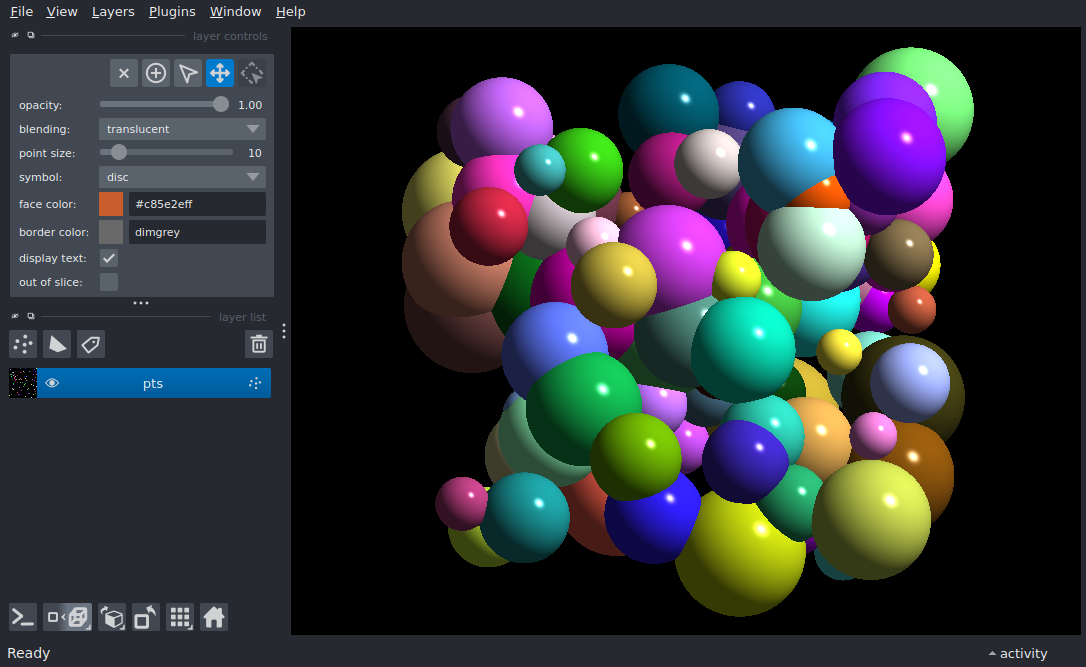 File View Layers Plugins Window Help
layer controls
opacity: 1.00
blending: translucent
point size: 10
symbol: disc
face color: #c85e2eff
border color: dimgrey
display text:
out of slice:
layer list
pts
Ready activity